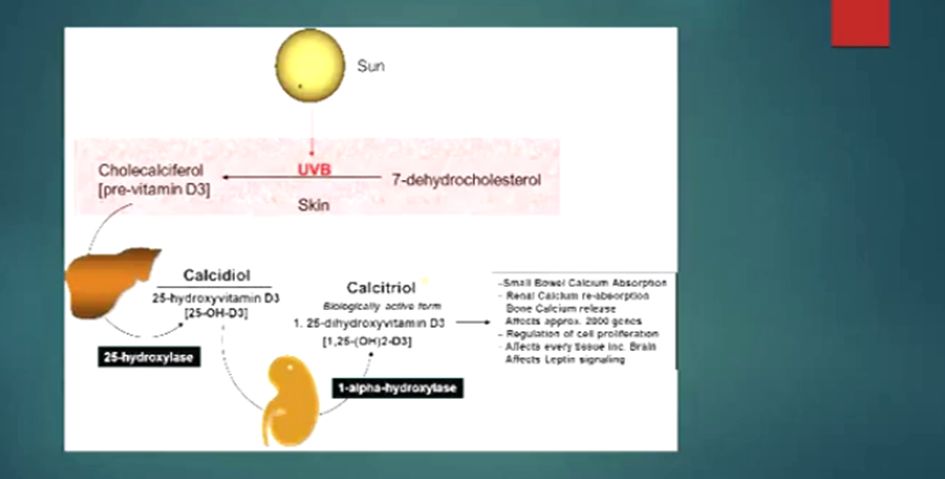 Sun
UVB
Cholecalciferol
[pre-vitamin D3]
7-dehydrocholesterol
Skin
Calcidiol
25-hydroxyvitamin D3
[25-OH-D3]
25-hydroxylase
Calcitriol
Biologically active form
1. 25-dihydroxyvitamin D3
[1,25-(OH)2-D3]
1-alpha-hydroxylase
-Small Bowel Calcium Absorption
- Renal Calcium re-absorption
Bone Calcium release
Affects approx. 2000 genes
- Regulation of cell proliferation
- Affects every tissue inc. Brain
Affects Leptin signaling